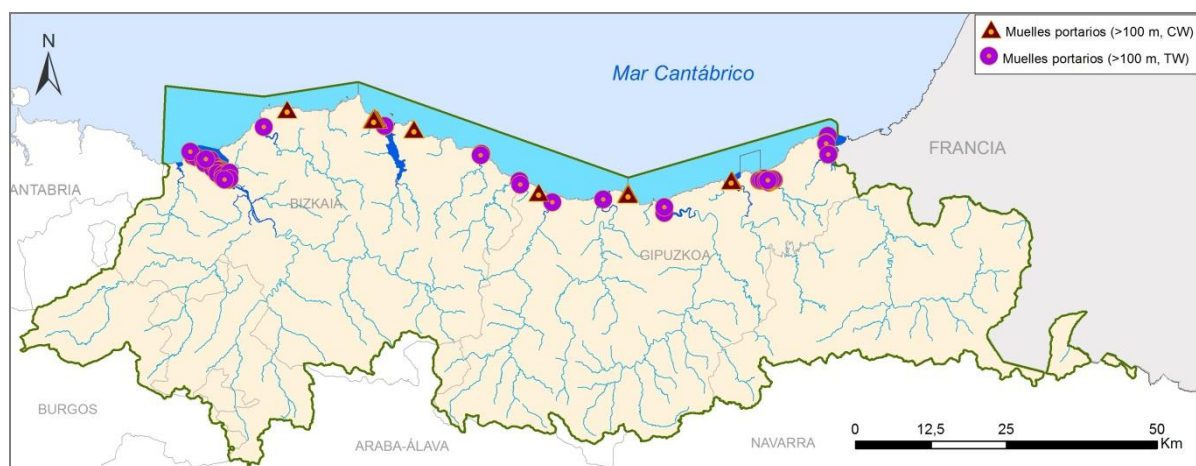 N
Mar Cantábrico
Muelles portarios (>100 m, CW)
Muelles portarios (>100 m, TW)
FRANCIA
ANTABRIA
BIZKAIA
GIPUZKOA
BURGOS
ARABA-ÁLAVA
NAVARRA
0 12,5 25 50
Km